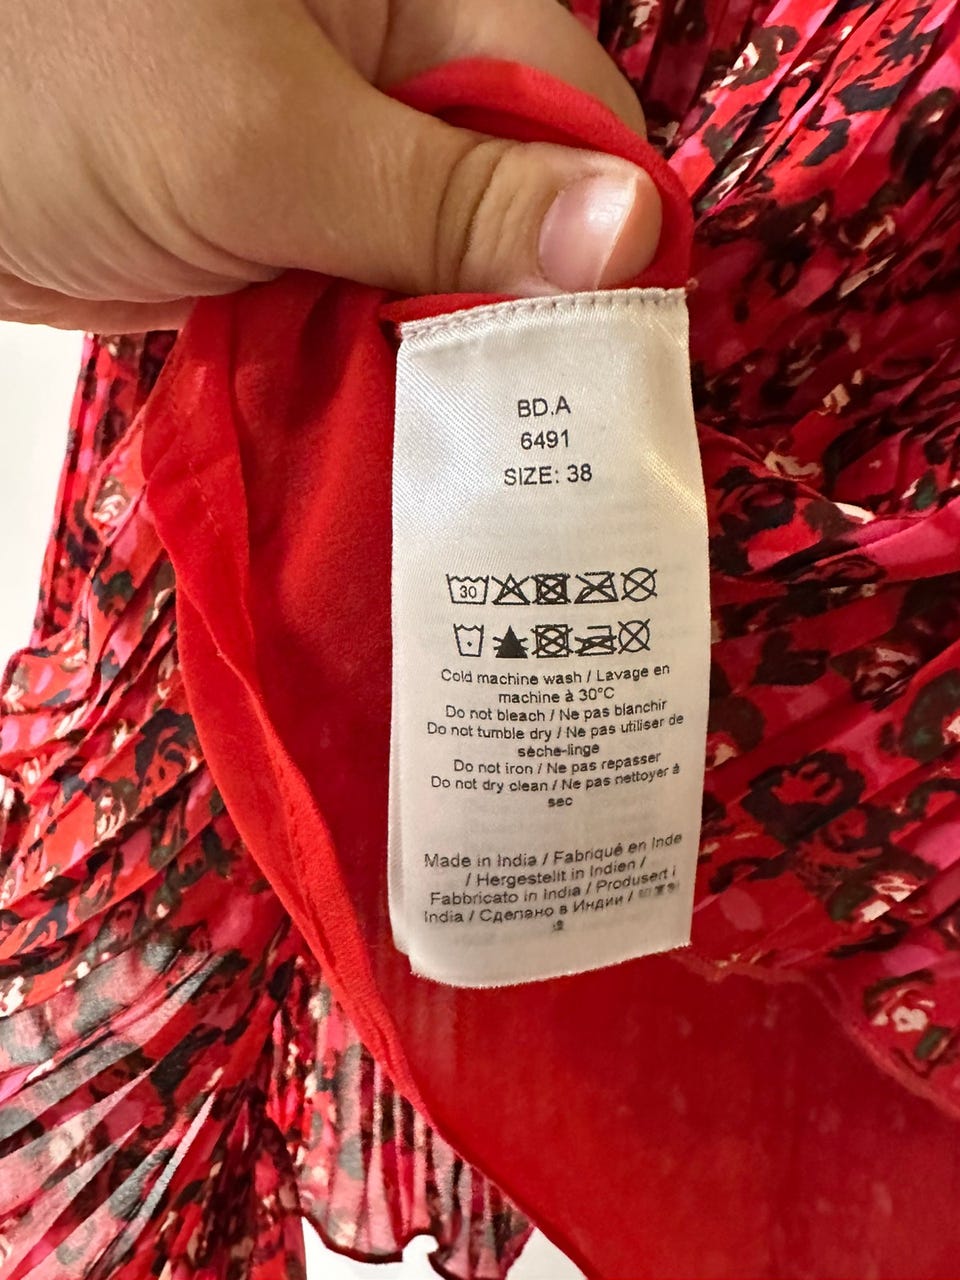 BD.A
6491
SIZE: 38
30
Cold machine wash / Lavage en
machine à 30°C
Do not bleach / Ne pas blanchir
Do not tumble dry / Ne pas utiliser de
sèche-linge
Do not iron / Ne pas repasser
Do not dry clean / Ne pas nettoyer à
sec
Made in India / Fabriqué en Inde
/ Hergestellt in Indien /
Fabbricato in India / Produsert i
India / Сделано в Индии /